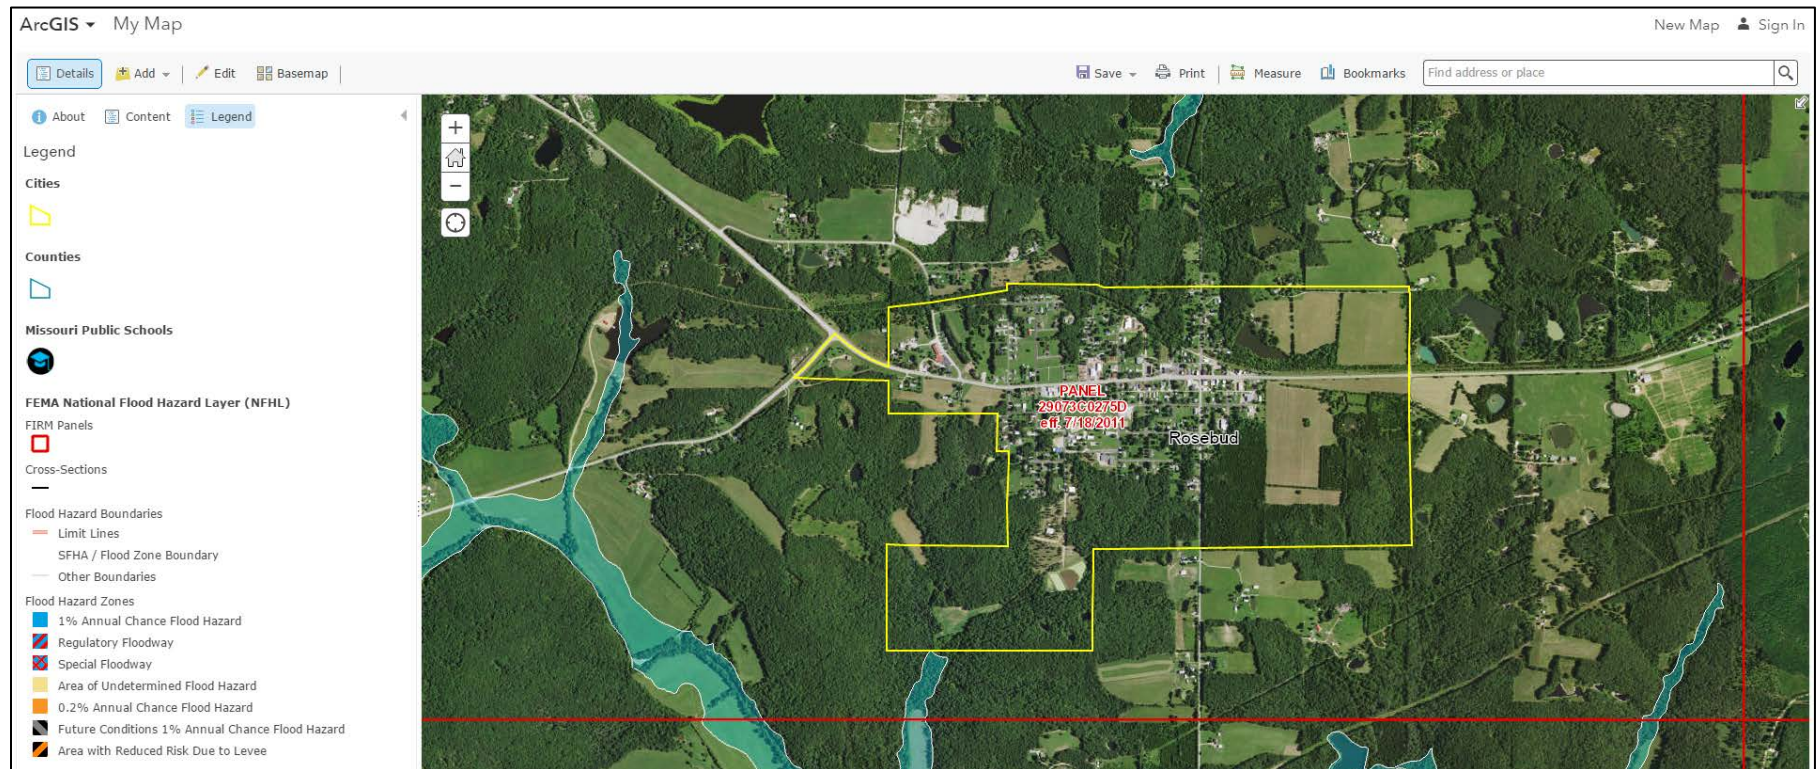 ArcGIS My Map New Map Sign In
Details Add Edit Basemap Save Print Measure Bookmarks Find address or place
About Content Legend
Legend
Cities
Counties
Missouri Public Schools
FEMA National Flood Hazard Layer (NFHL)
FIRM Panels
Cross-Sections
Flood Hazard Boundaries
Limit Lines
SFHA / Flood Zone Boundary
Other Boundaries
Flood Hazard Zones
1% Annual Chance Flood Hazard
Regulatory Floodway
Special Floodway
Area of Undetermined Flood Hazard
0.2% Annual Chance Flood Hazard
Future Conditions 1% Annual Chance Flood Hazard
Area with Reduced Risk Due to Levee
PANEL
29073C0275D
eff. 7/18/2011
Rosebud